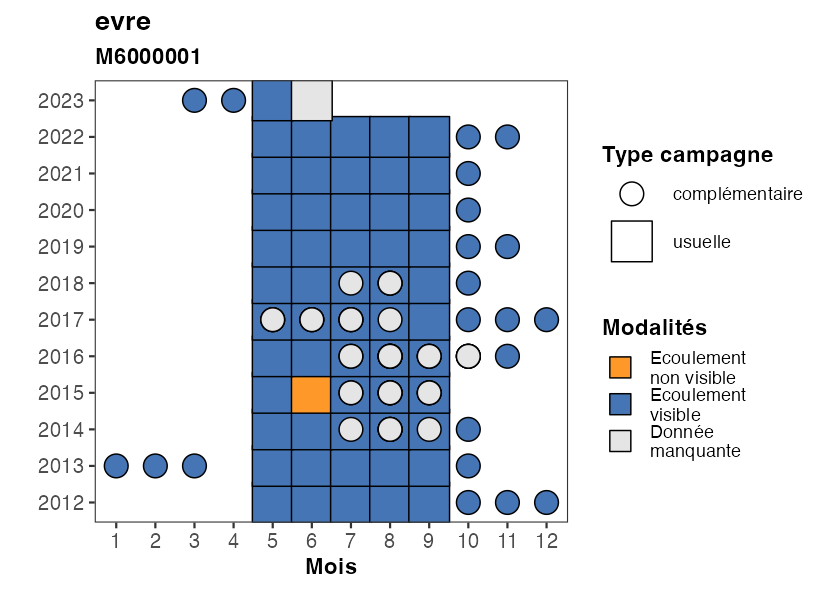 evre
M6000001
2023
2022
2021
2020
2019
2018
2017
2016
2015
2014
2013
2012
1 2 3 4 5 6 7 8 9 10 11 12
Mois
Type campagne
complémentaire
usuelle
Modalités
Ecoulement
non visible
Ecoulement
visible
Donnée
manquante